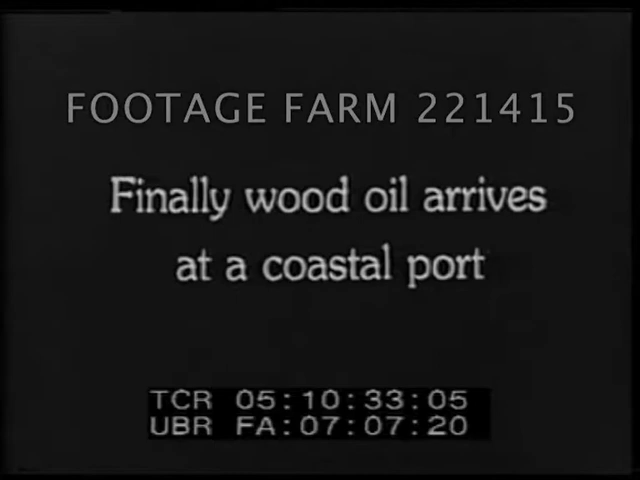 FOOTAGE FARM 221415
Finally wood oil arrives
at a coastal port
TCR 05:10:33:05
UBR FA:07:07:20